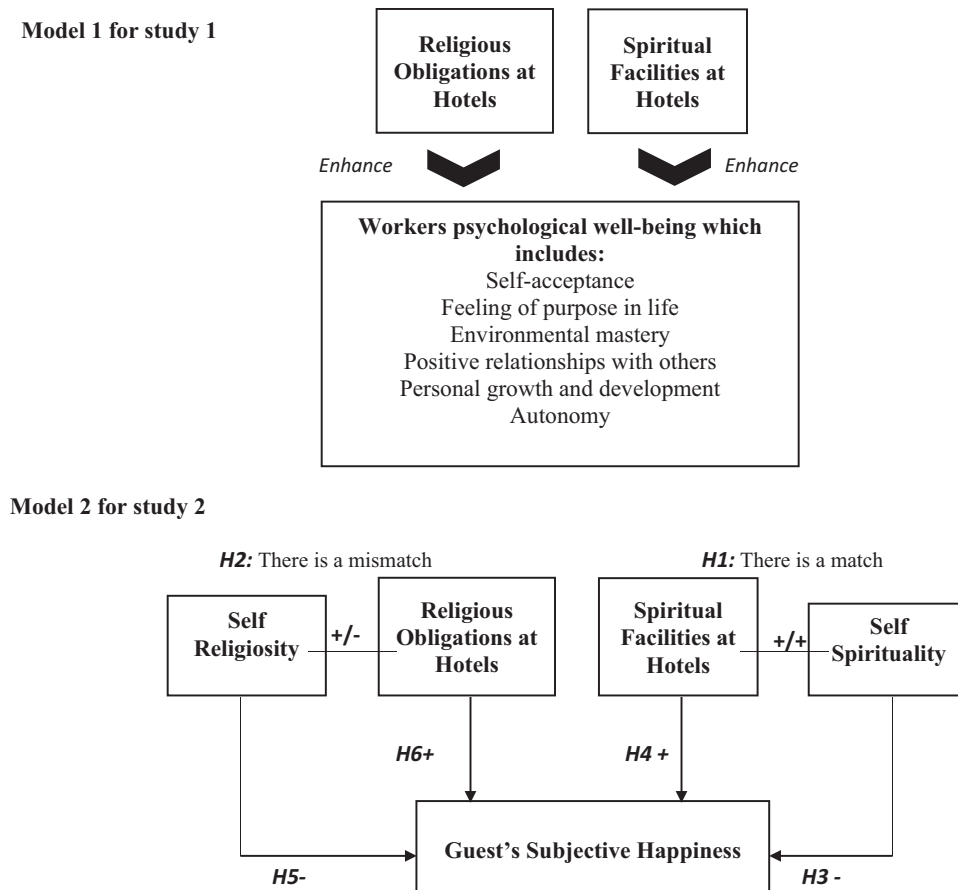 Model 1 for study 1
Religious
Obligations at
Hotels
Spiritual
Facilities at
Hotels
Enhance
Enhance
Workers psychological well-being which
includes:
Self-acceptance
Feeling of purpose in life
Environmental mastery
Positive relationships with others
Personal growth and development
Autonomy
Model 2 for study 2
H2: There is a mismatch
H1: There is a match
Self
Religiosity
+/-
Religious
Obligations at
Hotels
Spiritual
Facilities at
Hotels
+/+
Self
Spirituality
H6+
H4 +
Guest’s Subjective Happiness
H5-
H3 -